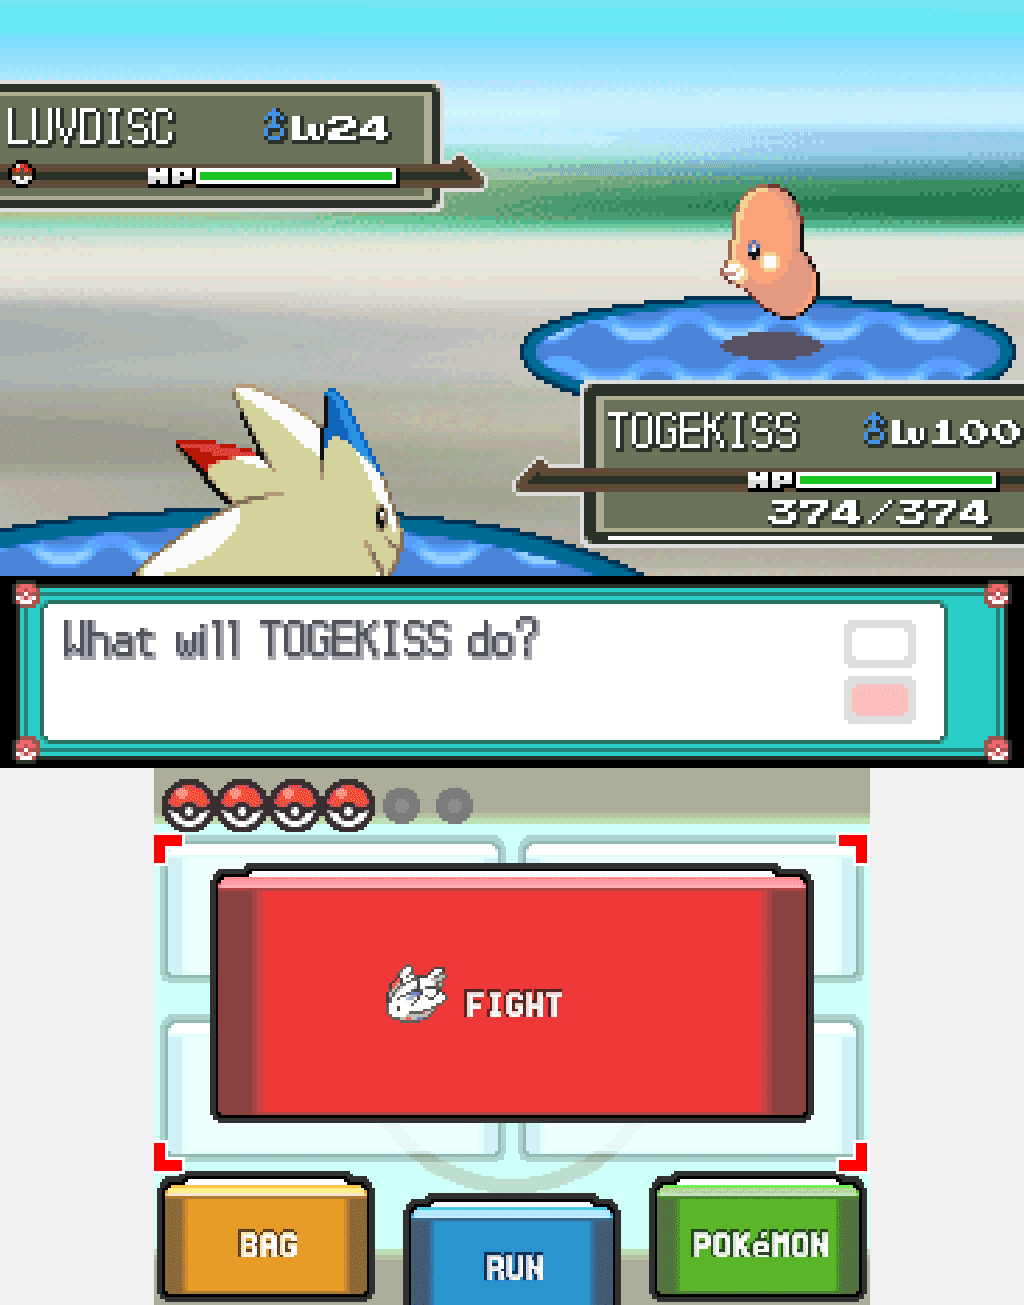 LUVDISC ♂Lv24
HP
TOGEKISS ♂Lv100
HP
374/374
What will TOGEKISS do?
FIGHT
BAG
RUN
POKéMON